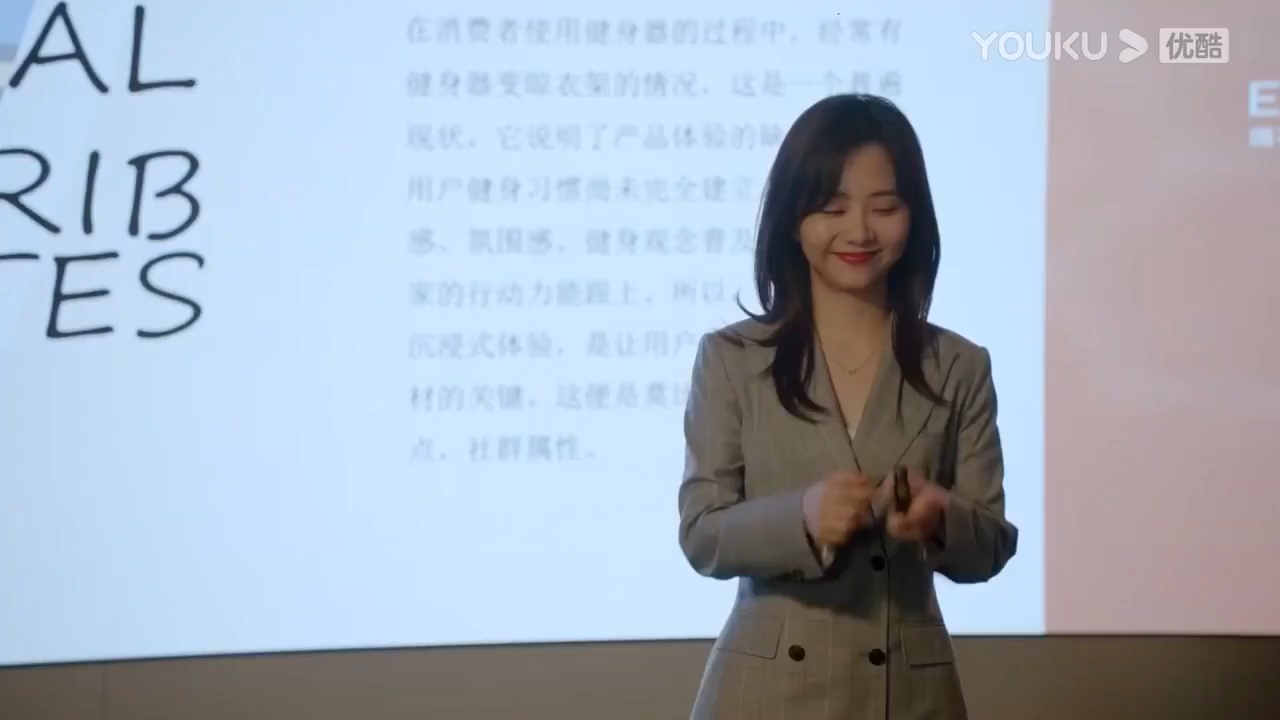 AL
RIB
TES
在消费者使用健身器的过程中，经常有
健身器变晾衣架的情况，这是一个普遍
现状，它说明了产品体验的缺
用户健身习惯尚未完全建立
感、氛围感、健身观念普及
家的行动力能跟上，所以，
沉浸式体验，是让用户
材的关键，这便是莫
点，社群属性。
YOUKU 优酷
E